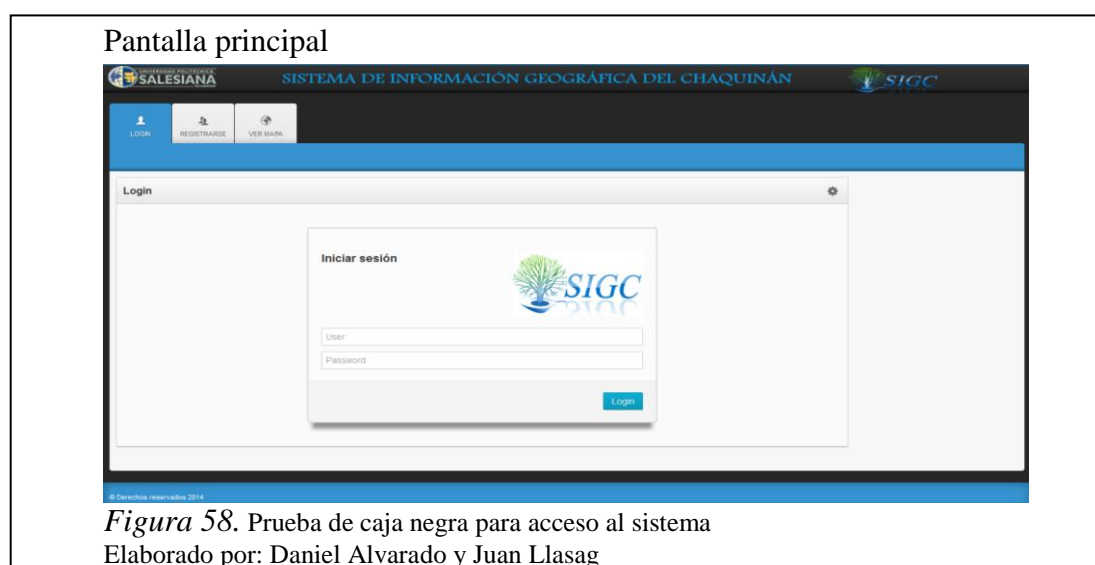 Pantalla principal
UNIVERSIDAD POLITÉCNICA
SALESIANA
SISTEMA DE INFORMACIÓN GEOGRÁFICA DEL CHAQUINÁN
SIGC
LOGIN
REGISTRARSE
VER MAPA
Login
Iniciar sesión
SIGC
User
Password
Login
© Derechos reservados 2014
Figura 58. Prueba de caja negra para acceso al sistema
Elaborado por: Daniel Alvarado y Juan Llasag